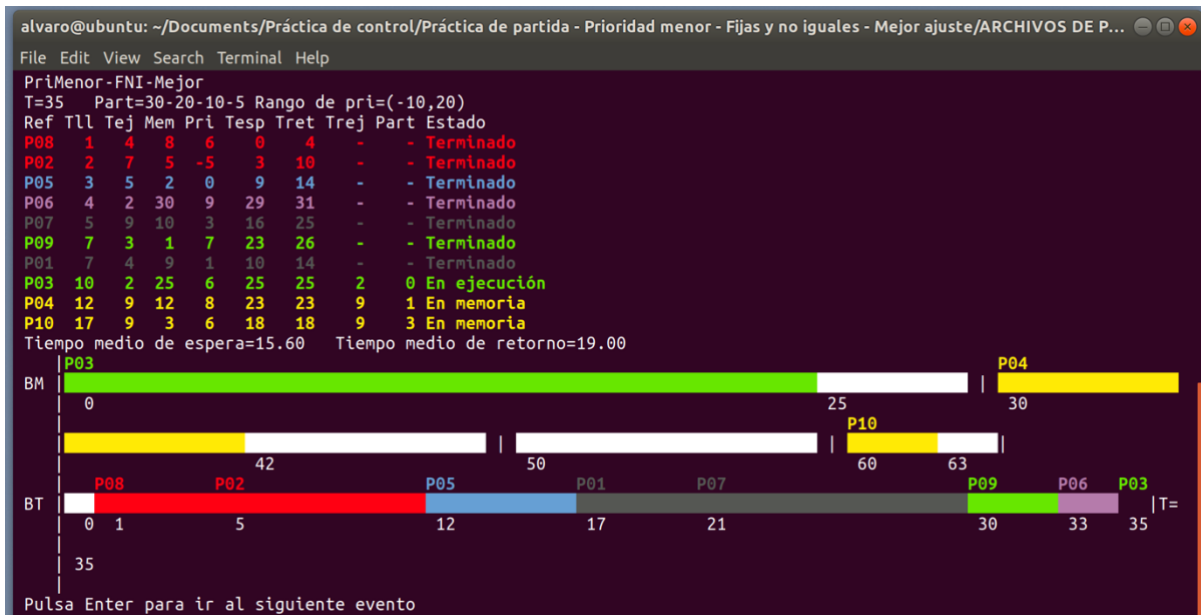 alvaro@ubuntu: ~/Documents/Práctica de control/Práctica de partida - Prioridad menor - Fijas y no iguales - Mejor ajuste/ARCHIVOS DE P...
File Edit View Search Terminal Help
PriMenor-FNI-Mejor
T=35 Part=30-20-10-5 Rango de pri=(-10,20)
Ref Tll Tej Mem Pri Tesp Tret Trej Part Estado
P08 1 4 8 6 0 4 - - Terminado
P02 2 7 5 -5 3 10 - - Terminado
P05 3 5 2 0 9 14 - - Terminado
P06 4 2 30 9 29 31 - - Terminado
P07 5 9 10 3 16 25 - - Terminado
P09 7 3 1 7 23 26 - - Terminado
P01 7 4 9 1 10 14 - - Terminado
P03 10 2 25 6 25 25 2 0 En ejecución
P04 12 9 12 8 23 23 9 1 En memoria
P10 17 9 3 6 18 18 9 3 En memoria
Tiempo medio de espera=15.60 Tiempo medio de retorno=19.00
|P03 P04
BM | |
| 0 25 30
| P10
| | | |
| 42 50 60 63
| P08 P02 P05 P01 P07 P09 P06 P03
BT | |T=
| 0 1 5 12 17 21 30 33 35
|
| 35
|
Pulsa Enter para ir al siguiente evento